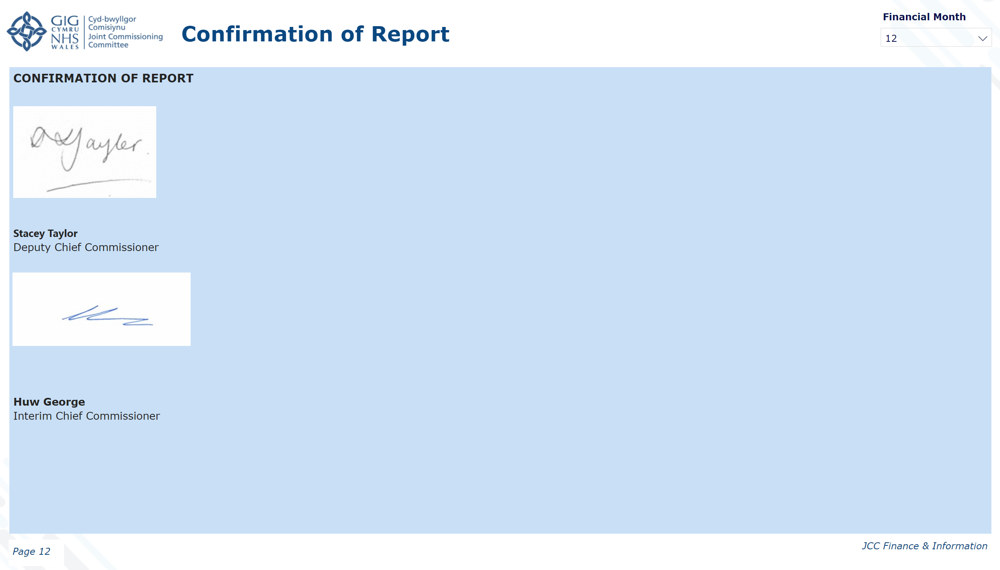 GIG
CYMRU
NHS
WALES
Cyd-bwyllgor
Comisiynu
Joint Commissioning
Committee
Confirmation of Report
Financial Month
12
CONFIRMATION OF REPORT
Stacey Taylor
Deputy Chief Commissioner
Huw George
Interim Chief Commissioner
Page 12
JCC Finance & Information